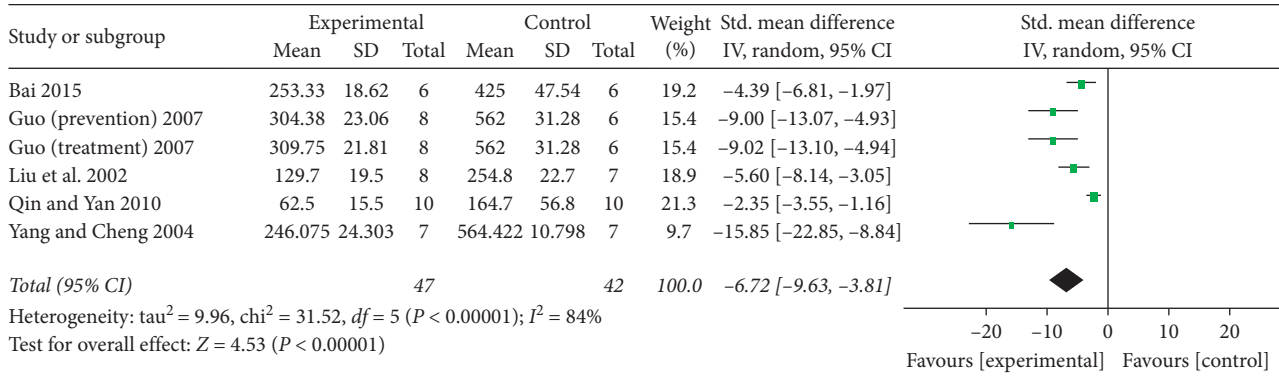 Study or subgroup Experimental Control Weight Std. mean difference Std. mean difference
Mean SD Total Mean SD Total (%) IV, random, 95% CI IV, random, 95% CI
Bai 2015 253.33 18.62 6 425 47.54 6 19.2 −4.39 [−6.81, −1.97]
Guo (prevention) 2007 304.38 23.06 8 562 31.28 6 15.4 −9.00 [−13.07, −4.93]
Guo (treatment) 2007 309.75 21.81 8 562 31.28 6 15.4 −9.02 [−13.10, −4.94]
Liu et al. 2002 129.7 19.5 8 254.8 22.7 7 18.9 −5.60 [−8.14, −3.05]
Qin and Yan 2010 62.5 15.5 10 164.7 56.8 10 21.3 −2.35 [−3.55, −1.16]
Yang and Cheng 2004 246.075 24.303 7 564.422 10.798 7 9.7 −15.85 [−22.85, −8.84]
Total (95% CI) 47 42 100.0 −6.72 [−9.63, −3.81]
Heterogeneity: tau² = 9.96, chi² = 31.52, df = 5 (P < 0.00001); I² = 84%
Test for overall effect: Z = 4.53 (P < 0.00001)
−20 −10 0 10 20
Favours [experimental] Favours [control]